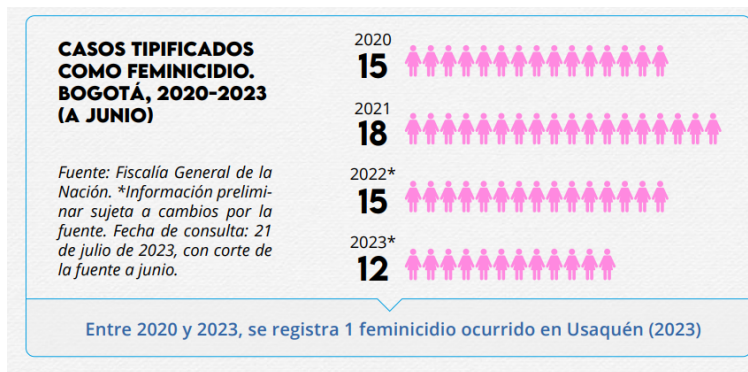 CASOS TIPIFICADOS
COMO FEMINICIDIO.
BOGOTÁ, 2020-2023
(A JUNIO)
Fuente: Fiscalía General de la
Nación. *Información prelimi-
nar sujeta a cambios por la
fuente. Fecha de consulta: 21
de julio de 2023, con corte de
la fuente a junio.
2020
15
2021
18
2022*
15
2023*
12
Entre 2020 y 2023, se registra 1 feminicidio ocurrido en Usaquén (2023)